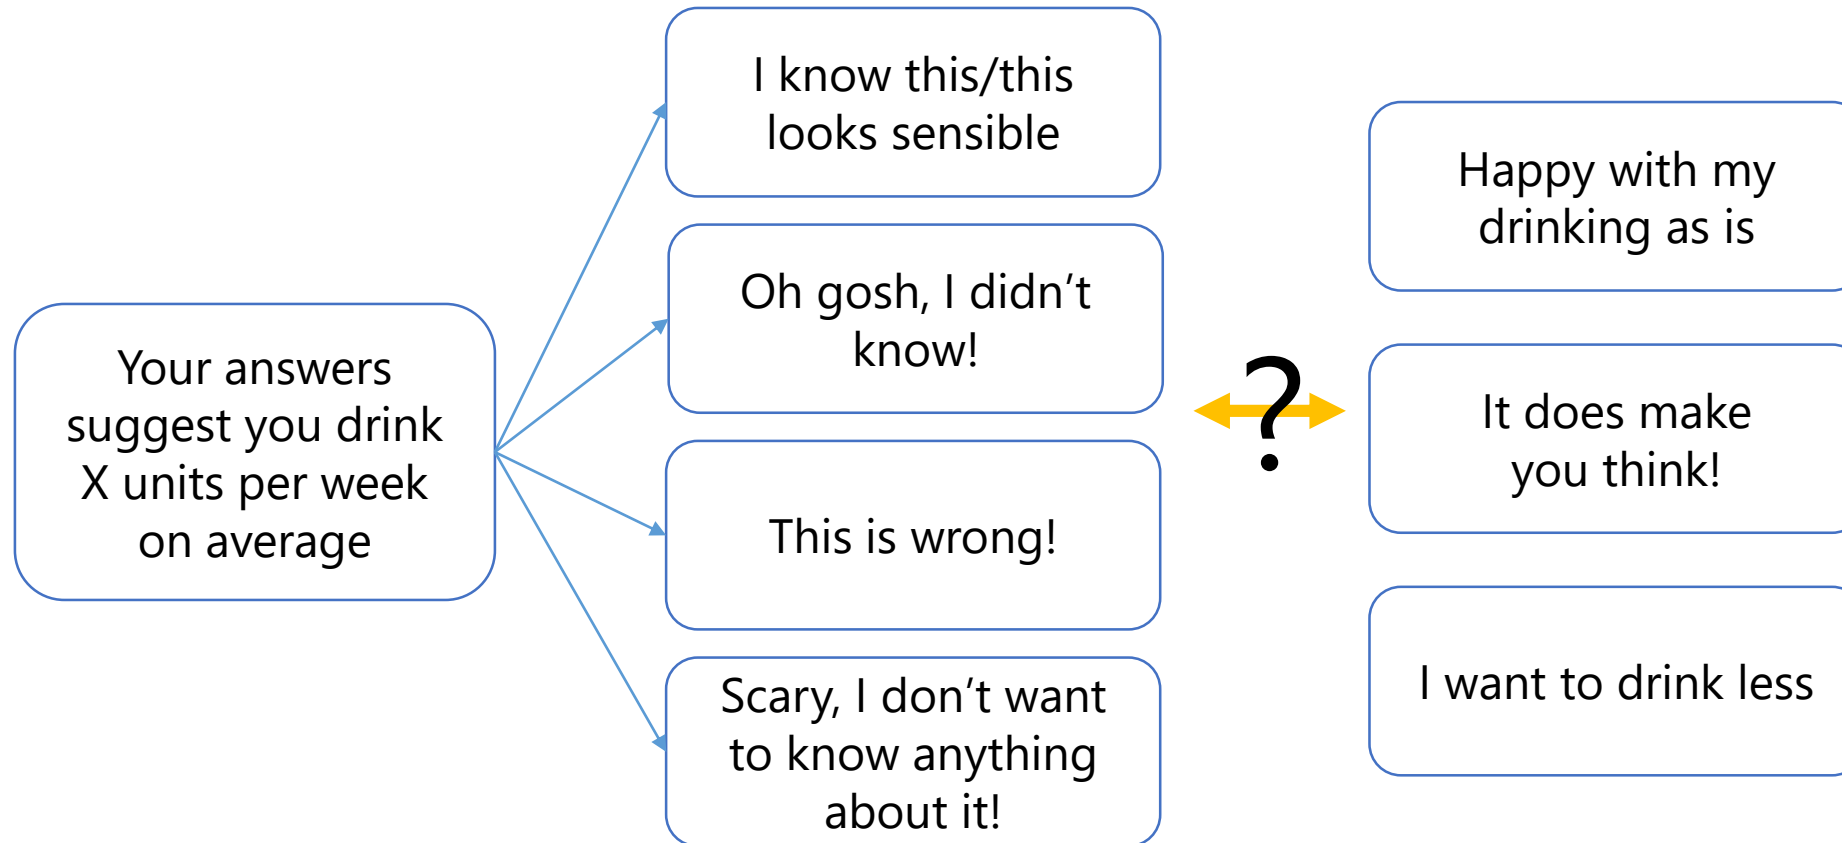 Your answers
suggest you drink
X units per week
on average
I know this/this
looks sensible
Oh gosh, I didn’t
know!
This is wrong!
Scary, I don’t want
to know anything
about it!
?
Happy with my
drinking as is
It does make
you think!
I want to drink less